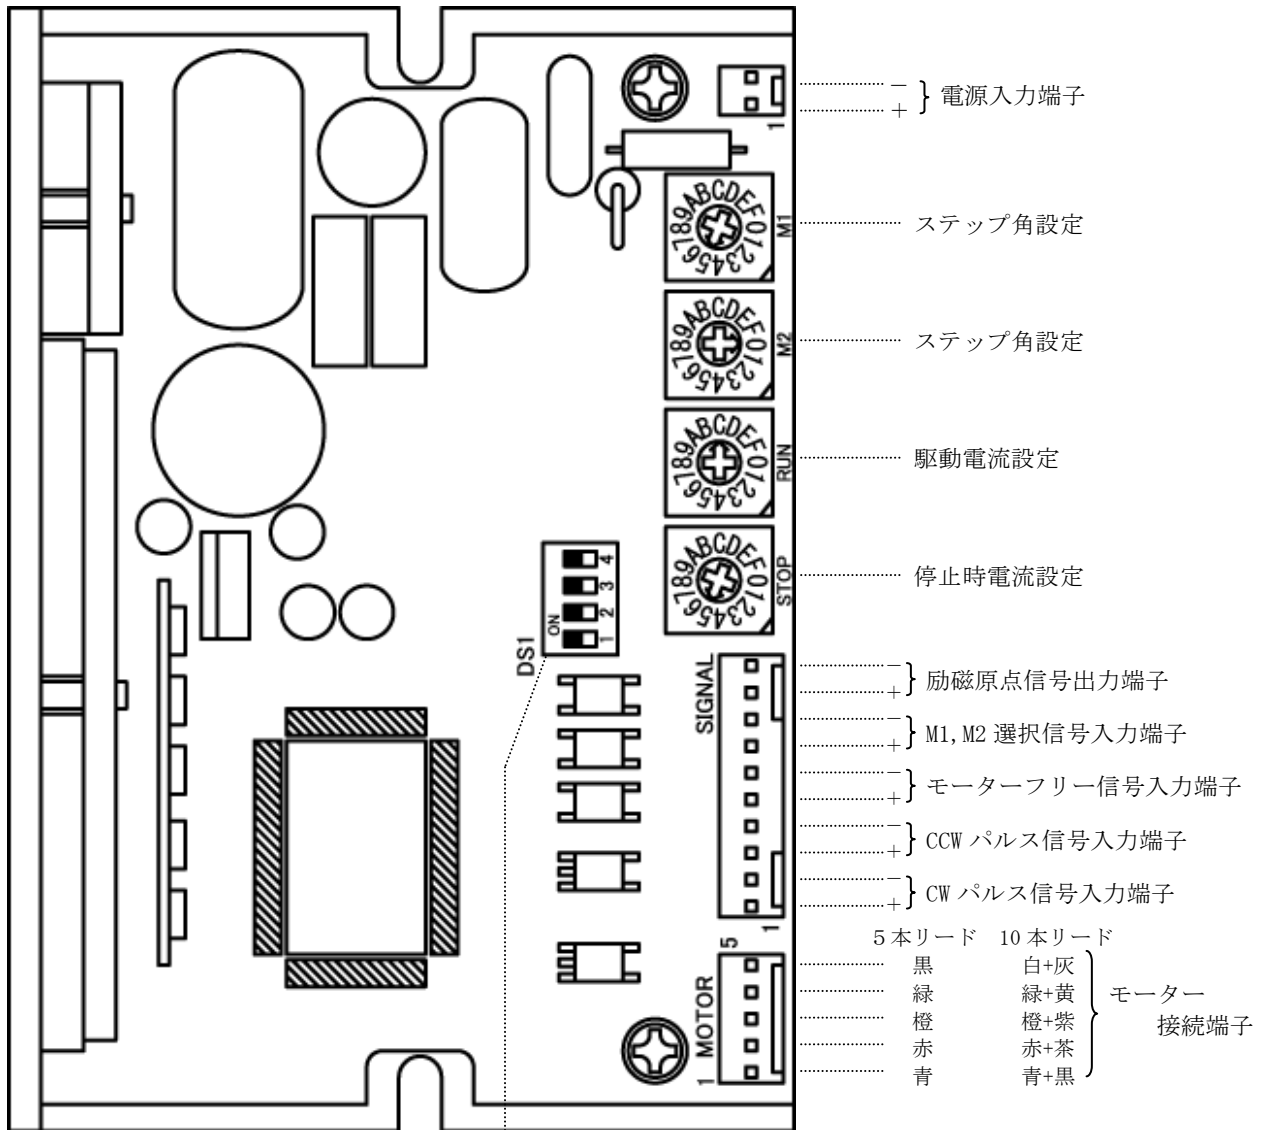 －
＋
電源入力端子
1
M1
0123456789ABCDEF
ステップ角設定
M2
0123456789ABCDEF
ステップ角設定
RUN
0123456789ABCDEF
駆動電流設定
STOP
0123456789ABCDEF
停止時電流設定
DS1
ON
4
3
2
1
SIGNAL
－
＋
励磁原点信号出力端子
－
＋
M1,M2 選択信号入力端子
－
＋
モーターフリー信号入力端子
－
＋
CCW パルス信号入力端子
－
＋
CW パルス信号入力端子
1
5本リード 10本リード
5
MOTOR
1
黒 白+灰
緑 緑+黄
橙 橙+紫
赤 赤+茶
青 青+黒
モーター
接続端子